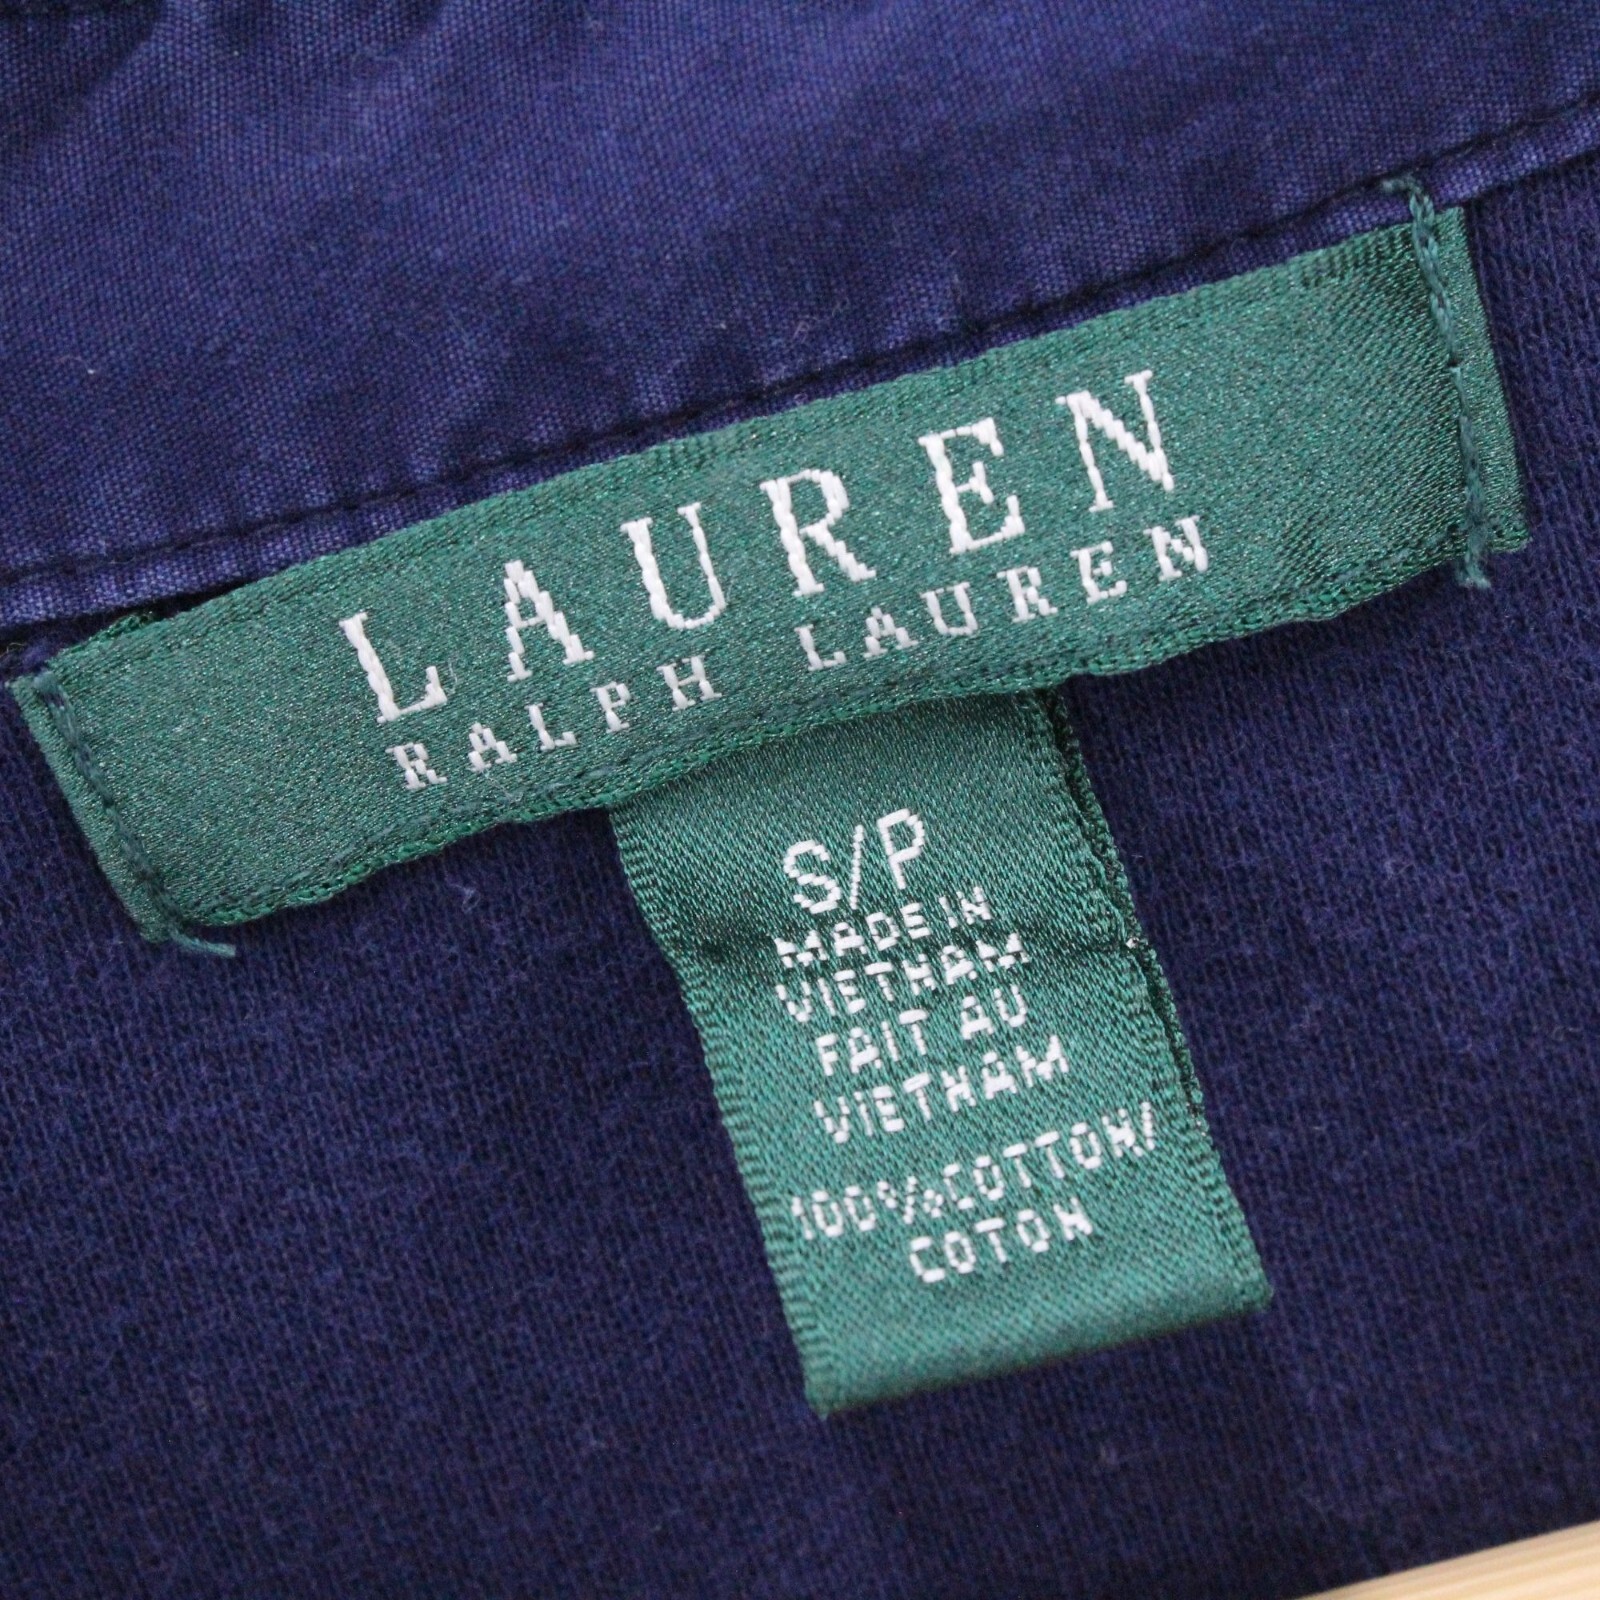 LAUREN
RALPH LAUREN
S/P
MADE IN
VIETNAM
FAIT AU
VIETNAM
100% COTTON/
COTON